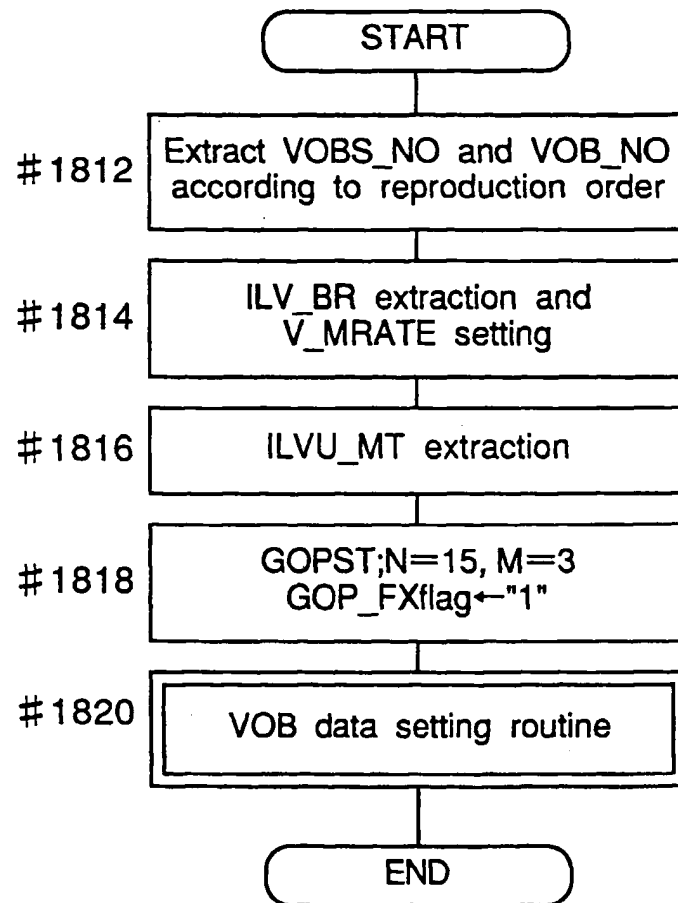 START
#1812
Extract VOBS_NO and VOB_NO
according to reproduction order
#1814
ILV_BR extraction and
V_MRATE setting
#1816
ILVU_MT extraction
#1818
GOPST;N=15, M=3
GOP_FXflag←"1"
#1820
VOB data setting routine
END